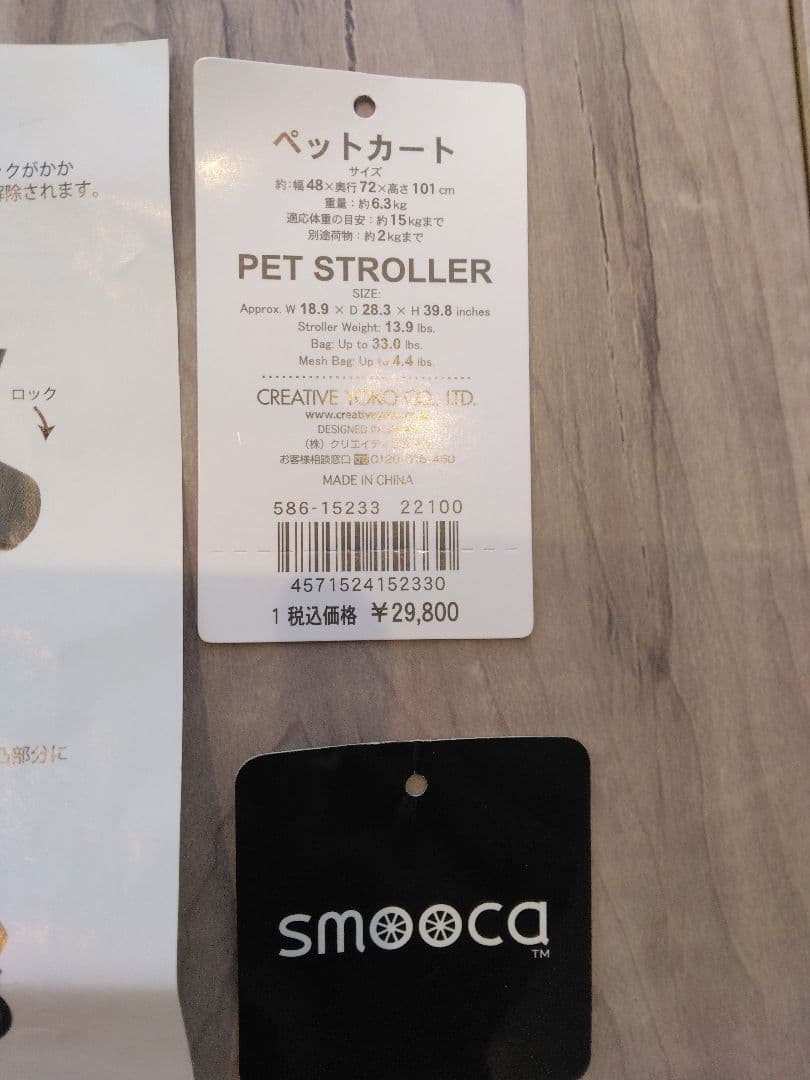 クがかか
解除されます。
ロック
部分に
ペットカート
サイズ
約:幅48×奥行72×高さ101cm
重量:約6.3kg
適応体重の目安:約15kgまで
別途荷物:約2kgまで
PET STROLLER
SIZE:
Approx. W 18.9 × D 28.3 × H 39.8 inches
Stroller Weight: 13.9 lbs.
Bag: Up to 33.0 lbs.
Mesh Bag: Up to 4.4 lbs.
CREATIVE YOKO CO., LTD.
DESIGNED IN
(株)クリエイティ
お客様相談窓口
MADE IN CHINA
586-15233 22100
4571524152330
1 税込価格 ¥29,800
smooca
TM